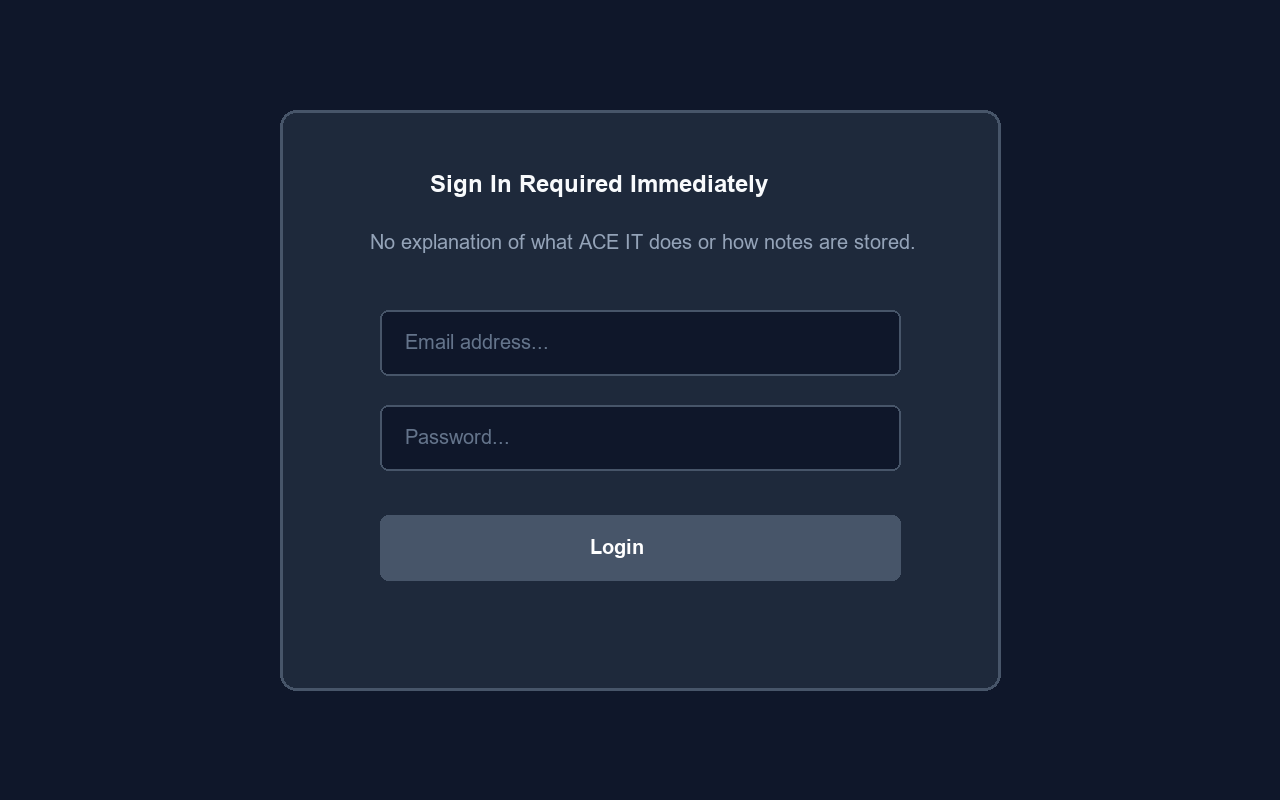 Sign In Required Immediately
No explanation of what ACE IT does or how notes are stored.
Email address...
Password...
Login